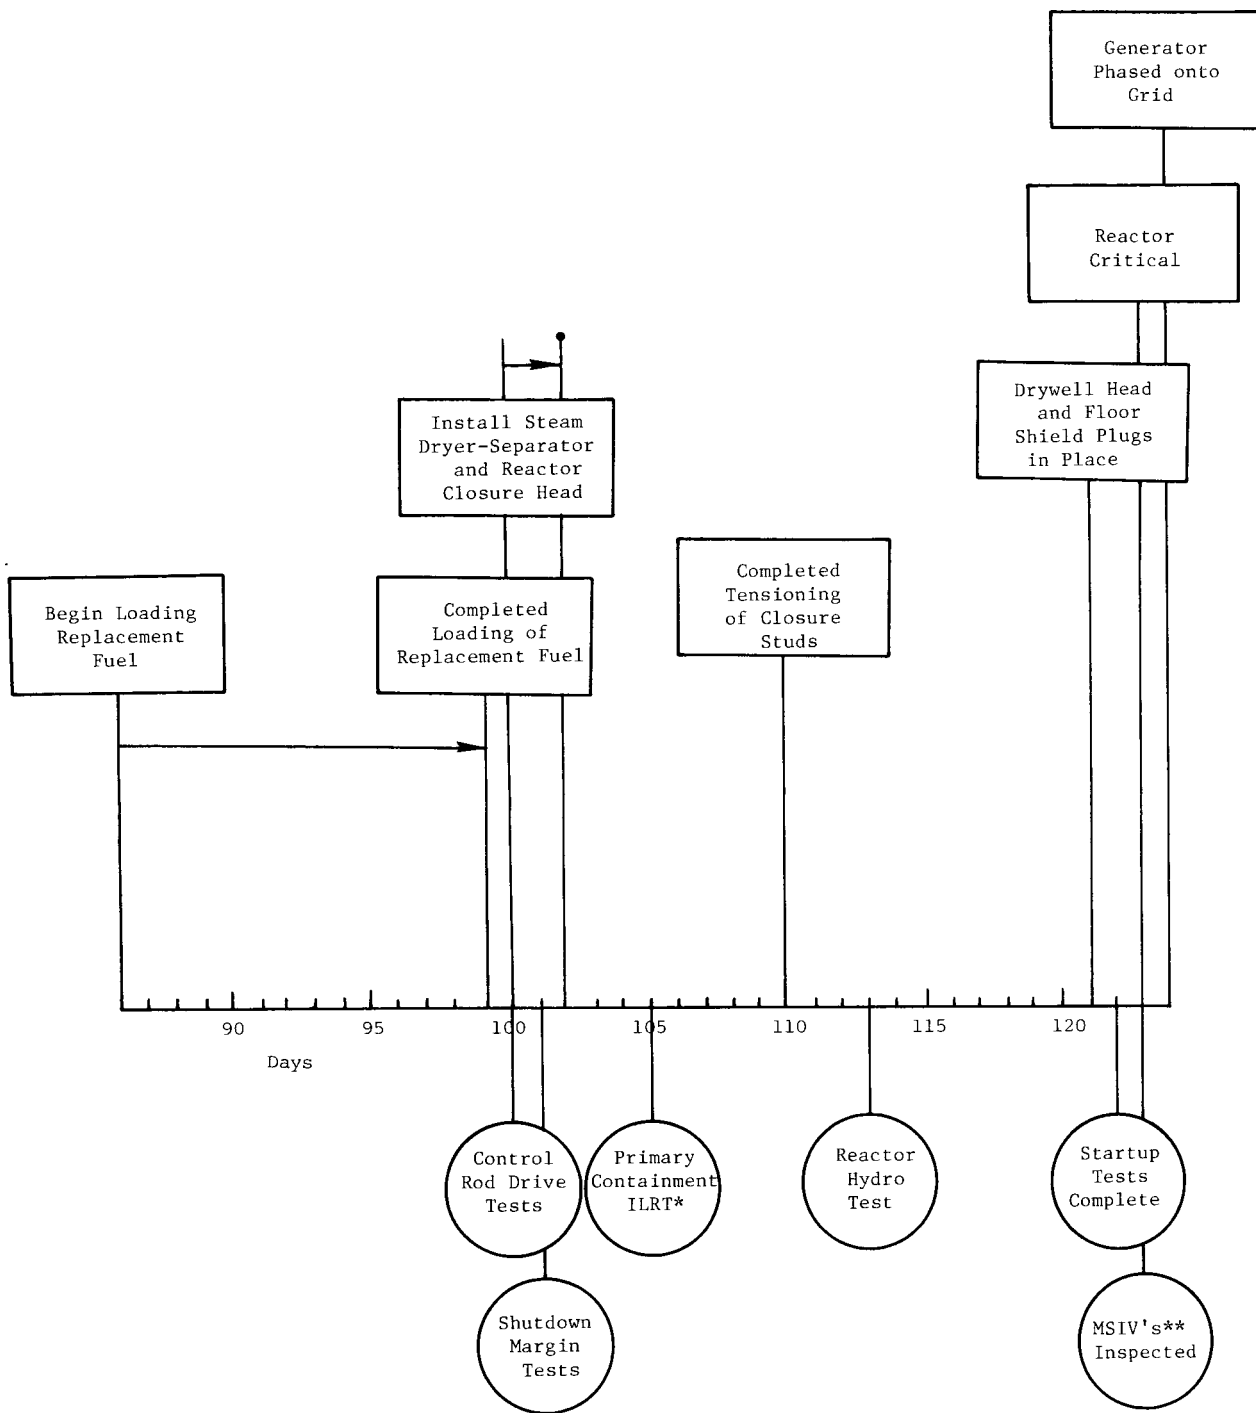 Generator
Phased onto
Grid
Reactor
Critical
Drywell Head
and Floor
Shield Plugs
in Place
Install Steam
Dryer-Separator
and Reactor
Closure Head
Completed
Tensioning
of Closure
Studs
Begin Loading
Replacement
Fuel
Completed
Loading of
Replacement Fuel
90 95 100 105 110 115 120
Days
Control
Rod Drive
Tests
Primary
Containment
ILRT*
Reactor
Hydro
Test
Startup
Tests
Complete
Shutdown
Margin
Tests
MSIV's**
Inspected